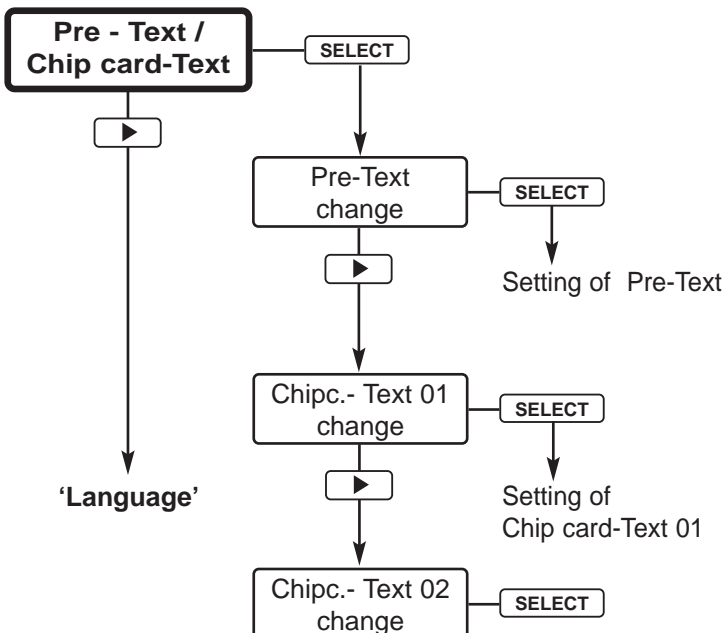 Pre - Text /
Chip card-Text
SELECT
Pre-Text
change
SELECT
Setting of Pre-Text
Chipc.- Text 01
change
SELECT
‘Language’
Setting of
Chip card-Text 01
Chipc.- Text 02
change
SELECT